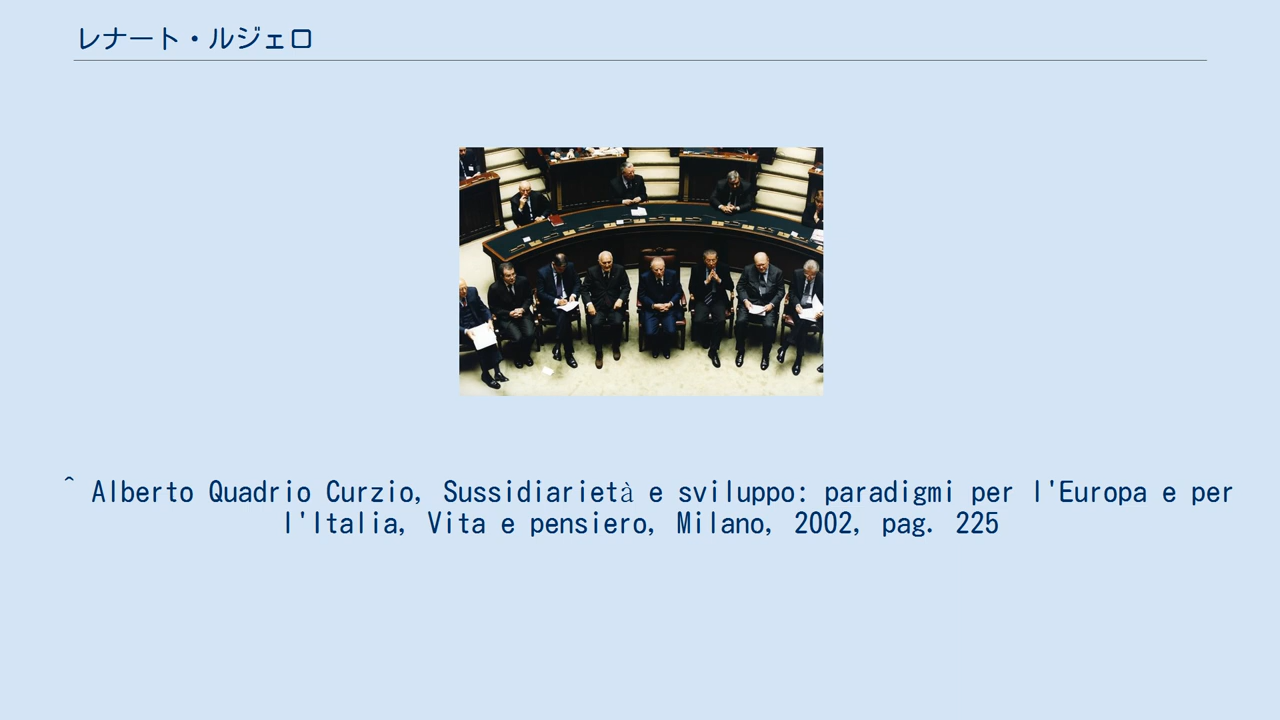 レナート・ルジェロ
^ Alberto Quadrio Curzio, Sussidiarietà e sviluppo: paradigmi per l'Europa e per
l'Italia, Vita e pensiero, Milano, 2002, pag. 225